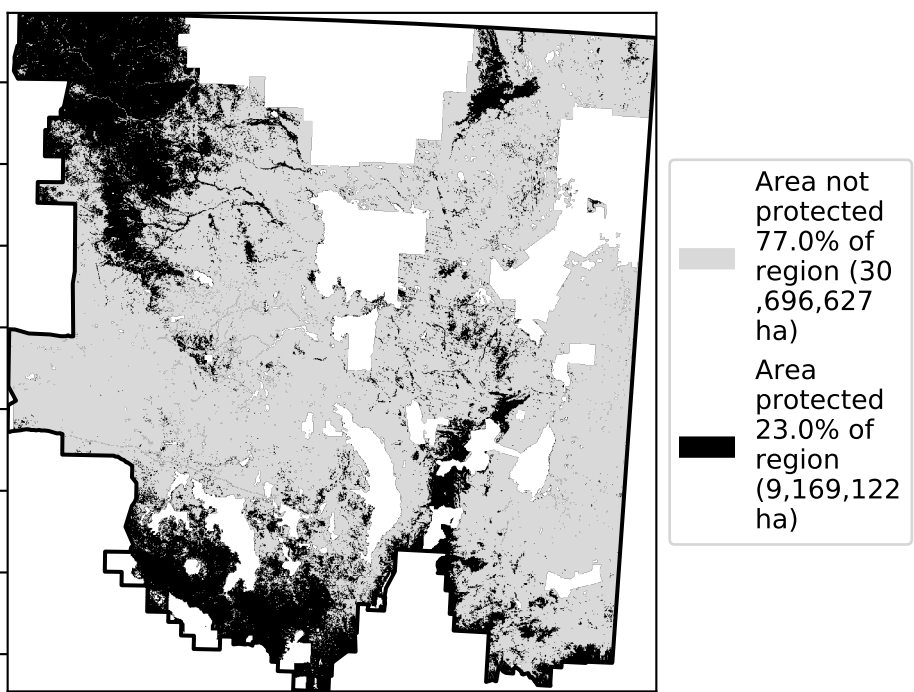 Area not
protected
77.0% of
region (30
,696,627
ha)
Area
protected
23.0% of
region
(9,169,122
ha)